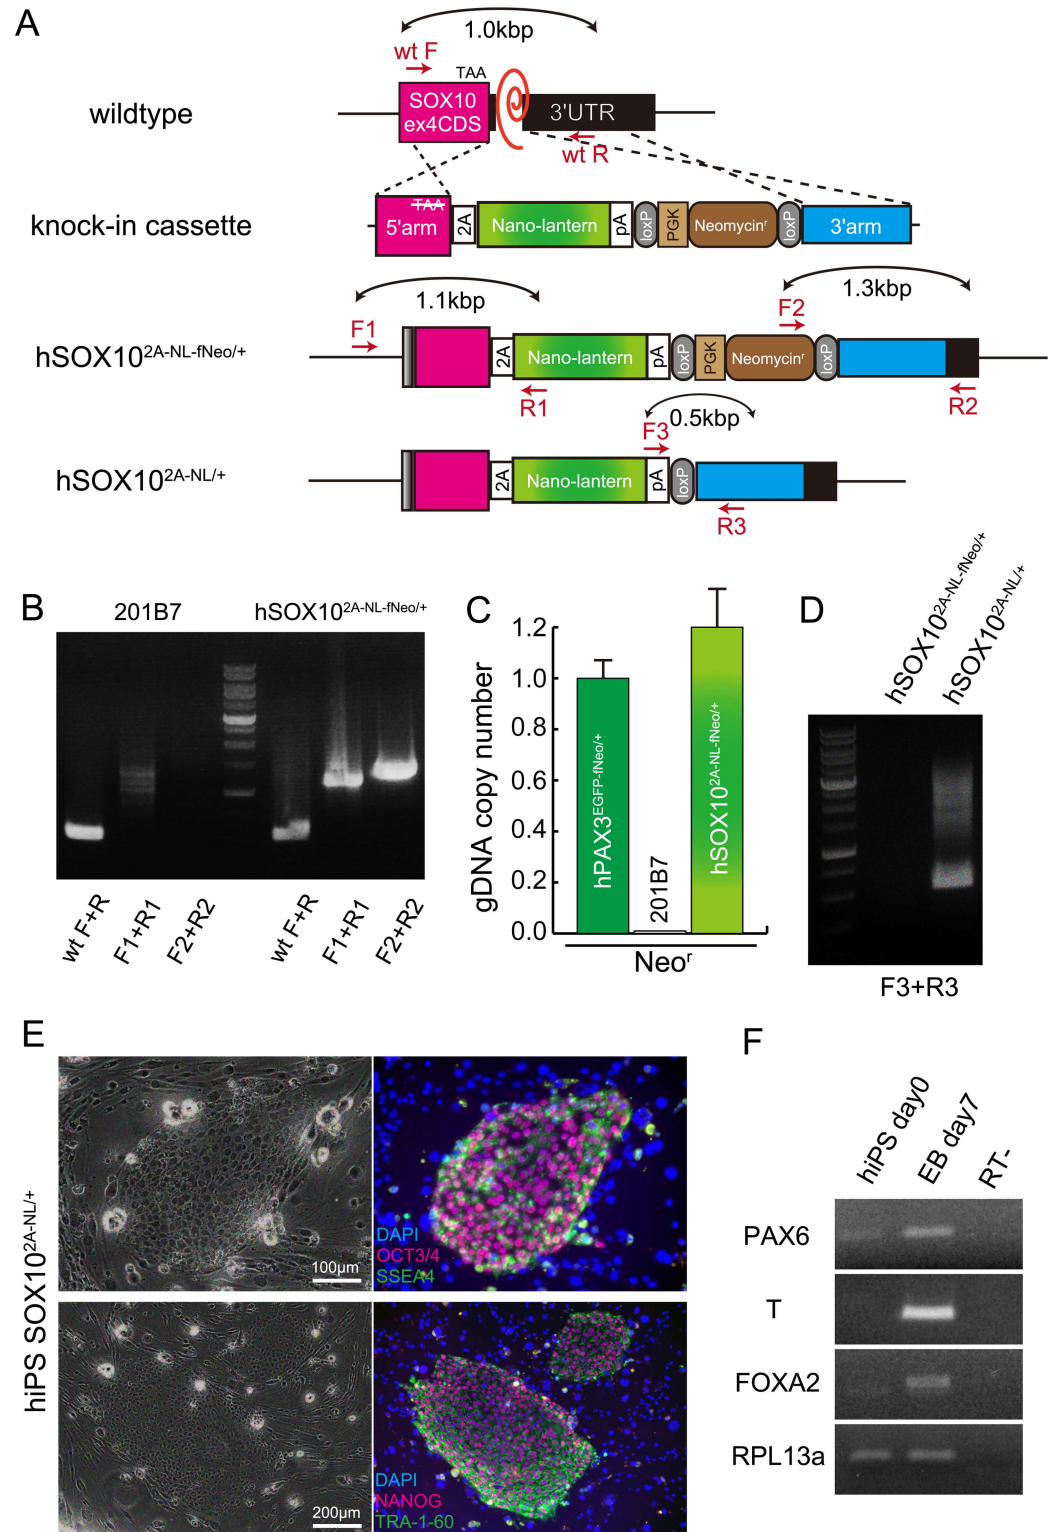 A
1.0kbp
wt F
TAA
wildtype
SOX10
ex4CDS
3'UTR
wt R
knock-in cassette
TAA
5'arm
2A
Nano-lantern
pA
loxP
PGK
Neomycinʳ
loxP
3'arm
1.1kbp
1.3kbp
F1
F2
hSOX10²ᴬ⁻ᴺᴸ⁻ᶠᴺᵉᵒ/⁺
2A
Nano-lantern
pA
loxP
PGK
Neomycinʳ
loxP
R1
R2
0.5kbp
F3
hSOX10²ᴬ⁻ᴺᴸ/⁺
2A
Nano-lantern
pA
loxP
R3
B
201B7
hSOX10²ᴬ⁻ᴺᴸ⁻ᶠᴺᵉᵒ/⁺
wt F+R
F1+R1
F2+R2
wt F+R
F1+R1
F2+R2
C
gDNA copy number
1.2
1.0
0.8
0.6
0.4
0.2
0.0
hPAX3ᴱᴳᶠᴾ⁻ᶠᴺᵉᵒ/⁺
201B7
hSOX10²ᴬ⁻ᴺᴸ⁻ᶠᴺᵉᵒ/⁺
Neoʳ
D
hSOX10²ᴬ⁻ᴺᴸ⁻ᶠᴺᵉᵒ/⁺
hSOX10²ᴬ⁻ᴺᴸ/⁺
F3+R3
E
hiPS SOX10²ᴬ⁻ᴺᴸ/⁺
100μm
DAPI
OCT3/4
SSEA4
200μm
DAPI
NANOG
TRA-1-60
F
hiPS day0
EB day7
RT-
PAX6
T
FOXA2
RPL13a